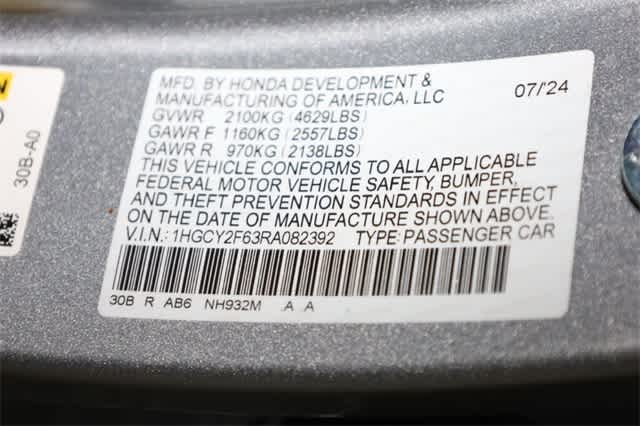 MFD. BY HONDA DEVELOPMENT &
MANUFACTURING OF AMERICA, LLC 07/'24
GVWR 2100KG (4629LBS)
GAWR F 1160KG (2557LBS)
GAWR R 970KG (2138LBS)
THIS VEHICLE CONFORMS TO ALL APPLICABLE
FEDERAL MOTOR VEHICLE SAFETY, BUMPER,
AND THEFT PREVENTION STANDARDS IN EFFECT
ON THE DATE OF MANUFACTURE SHOWN ABOVE.
V.I.N.: 1HGCY2F63RA082392 TYPE: PASSENGER CAR
30B R AB6 NH932M A A
30B-A0